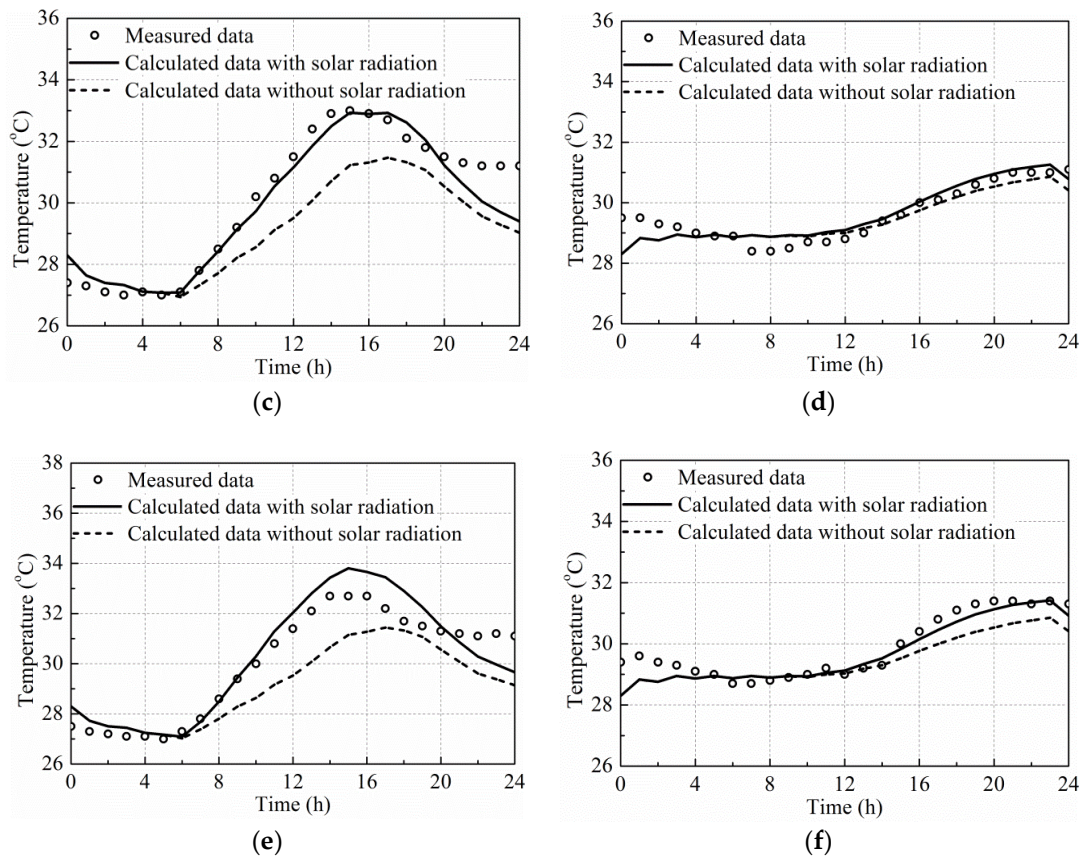 36
34
32
30
28
26
Temperature (°C)
Measured data
Calculated data with solar radiation
Calculated data without solar radiation
0 4 8 12 16 20 24
Time (h)
(c)
36
34
32
30
28
26
Temperature (°C)
Measured data
Calculated data with solar radiation
Calculated data without solar radiation
0 4 8 12 16 20 24
Time (h)
(d)
38
36
34
32
30
28
26
Temperature (°C)
Measured data
Calculated data with solar radiation
Calculated data without solar radiation
0 4 8 12 16 20 24
Time (h)
(e)
36
34
32
30
28
26
Temperature (°C)
Measured data
Calculated data with solar radiation
Calculated data without solar radiation
0 4 8 12 16 20 24
Time (h)
(f)